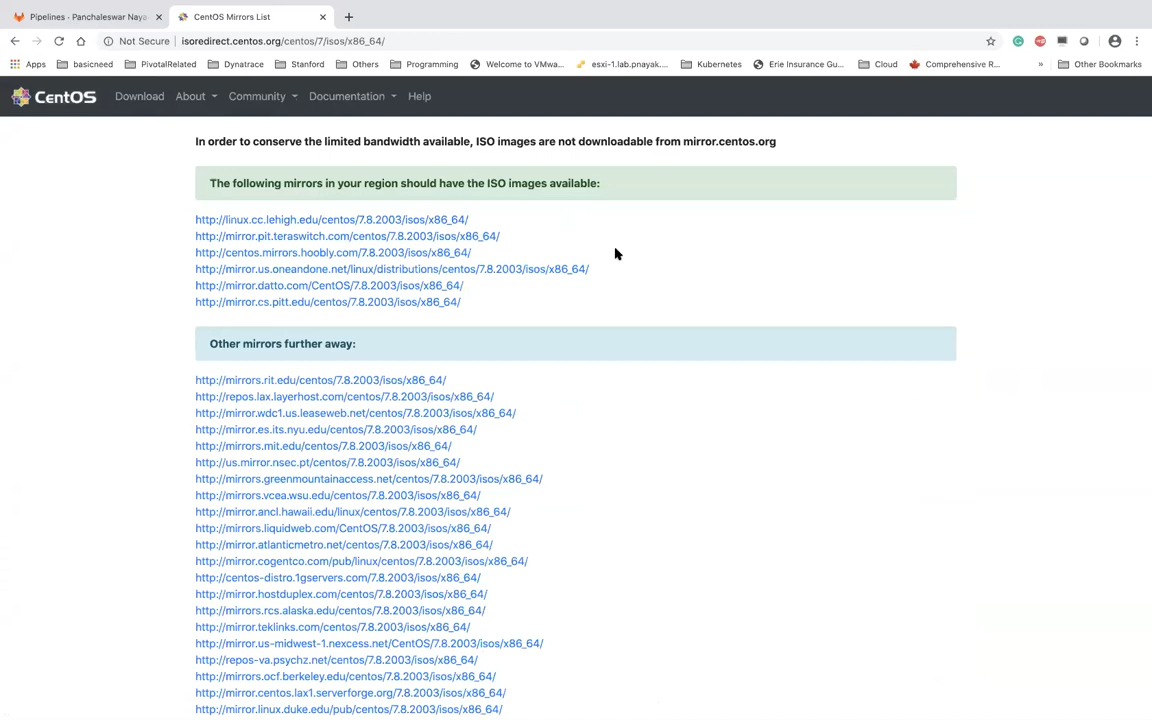 Pipelines · Panchaleswar Naya
CentOS Mirrors List
Not Secure | isoredirect.centos.org/centos/7/isos/x86_64/
Apps basicneed PivotalRelated Dynatrace Stanford Others Programming Welcome to VMwa... esxi-1.lab.pnayak.... Kubernetes Erie Insurance Gu... Cloud Comprehensive R... » Other Bookmarks
CentOS Download About Community Documentation Help
In order to conserve the limited bandwidth available, ISO images are not downloadable from mirror.centos.org
The following mirrors in your region should have the ISO images available:
http://linux.cc.lehigh.edu/centos/7.8.2003/isos/x86_64/
http://mirror.pit.teraswitch.com/centos/7.8.2003/isos/x86_64/
http://centos.mirrors.hoobly.com/7.8.2003/isos/x86_64/
http://mirror.us.oneandone.net/linux/distributions/centos/7.8.2003/isos/x86_64/
http://mirror.datto.com/CentOS/7.8.2003/isos/x86_64/
http://mirror.cs.pitt.edu/centos/7.8.2003/isos/x86_64/
Other mirrors further away:
http://mirrors.rit.edu/centos/7.8.2003/isos/x86_64/
http://repos.lax.layerhost.com/centos/7.8.2003/isos/x86_64/
http://mirror.wdc1.us.leaseweb.net/centos/7.8.2003/isos/x86_64/
http://mirror.es.its.nyu.edu/centos/7.8.2003/isos/x86_64/
http://mirrors.mit.edu/centos/7.8.2003/isos/x86_64/
http://us.mirror.nsec.pt/centos/7.8.2003/isos/x86_64/
http://mirrors.greenmountainaccess.net/centos/7.8.2003/isos/x86_64/
http://mirrors.vcea.wsu.edu/centos/7.8.2003/isos/x86_64/
http://mirror.ancl.hawaii.edu/linux/centos/7.8.2003/isos/x86_64/
http://mirrors.liquidweb.com/CentOS/7.8.2003/isos/x86_64/
http://mirror.atlanticmetro.net/centos/7.8.2003/isos/x86_64/
http://mirror.cogentco.com/pub/linux/centos/7.8.2003/isos/x86_64/
http://centos-distro.1gservers.com/7.8.2003/isos/x86_64/
http://mirror.hostduplex.com/centos/7.8.2003/isos/x86_64/
http://mirrors.rcs.alaska.edu/centos/7.8.2003/isos/x86_64/
http://mirror.teklinks.com/centos/7.8.2003/isos/x86_64/
http://mirror.us-midwest-1.nexcess.net/CentOS/7.8.2003/isos/x86_64/
http://repos-va.psychz.net/centos/7.8.2003/isos/x86_64/
http://mirrors.ocf.berkeley.edu/centos/7.8.2003/isos/x86_64/
http://mirror.centos.lax1.serverforge.org/7.8.2003/isos/x86_64/
http://mirror.linux.duke.edu/pub/centos/7.8.2003/isos/x86_64/